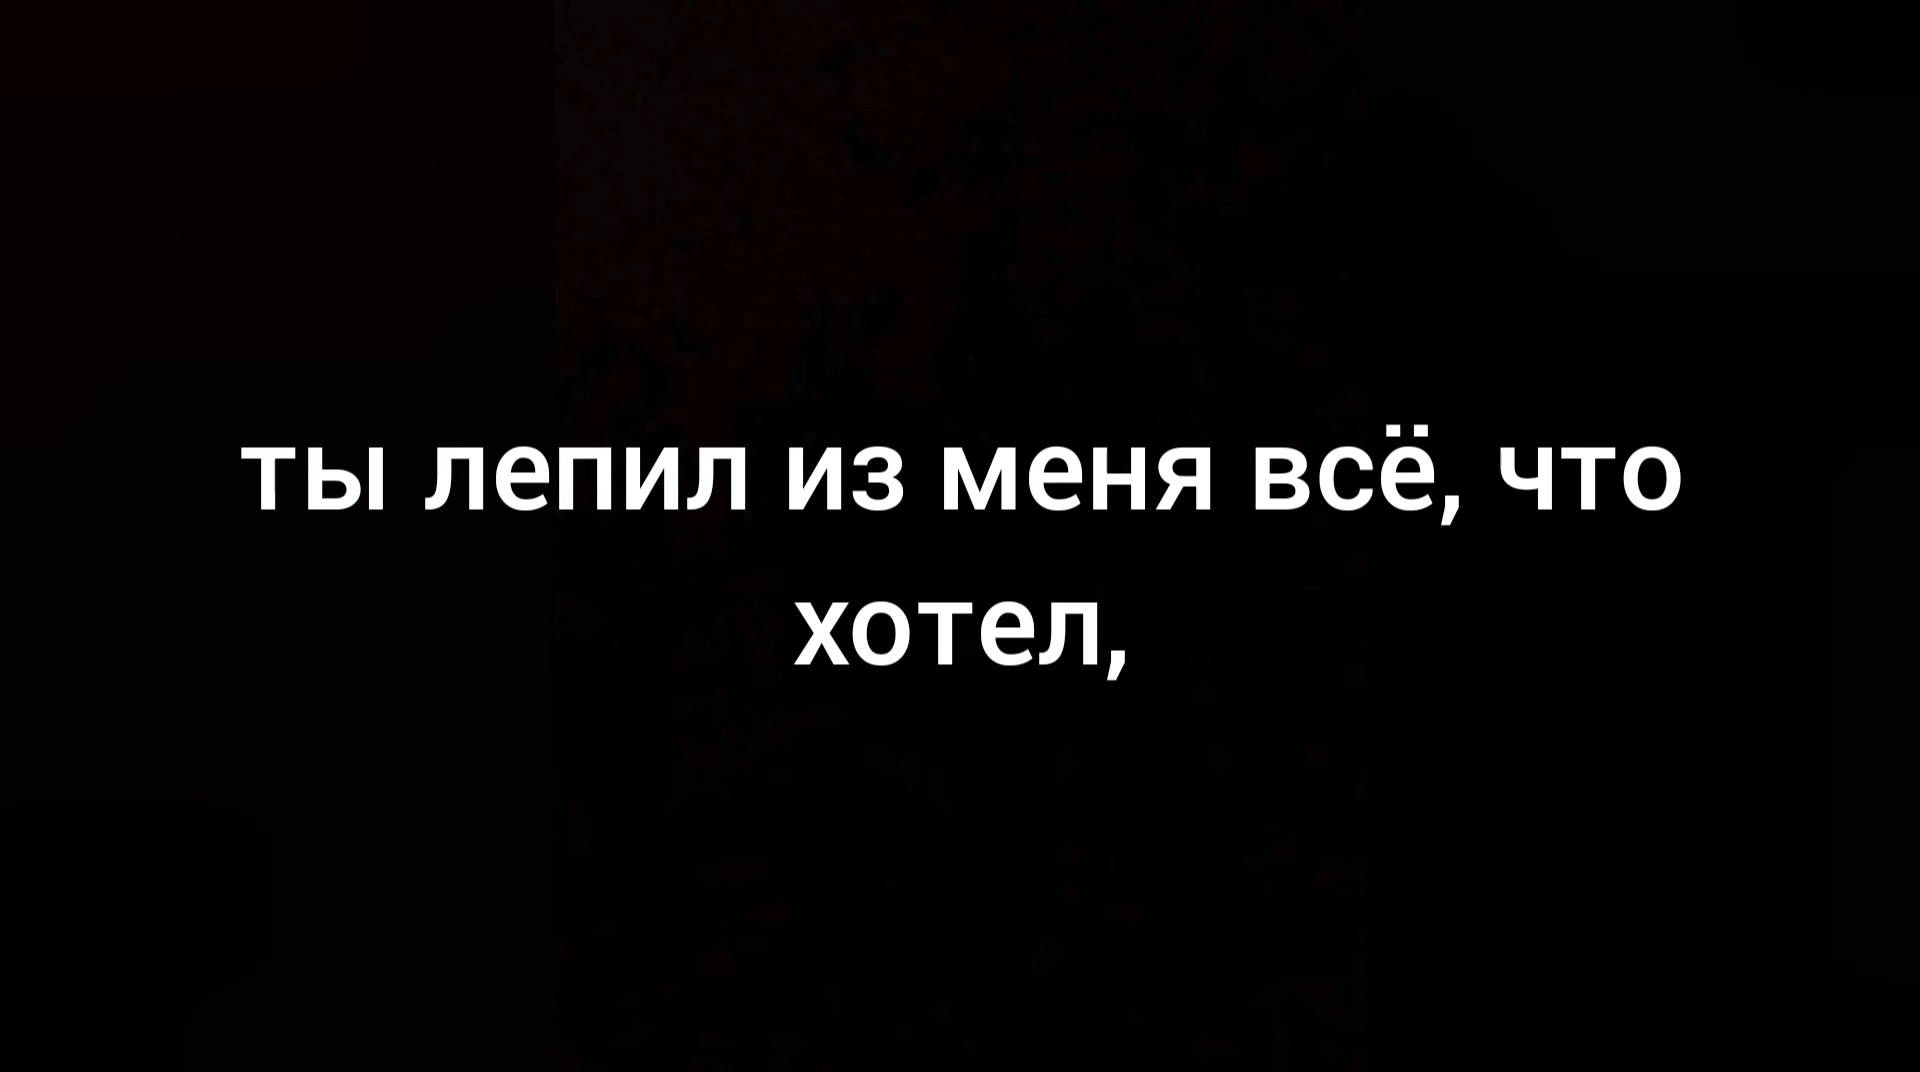 ты лепил из меня всё, что
хотел,